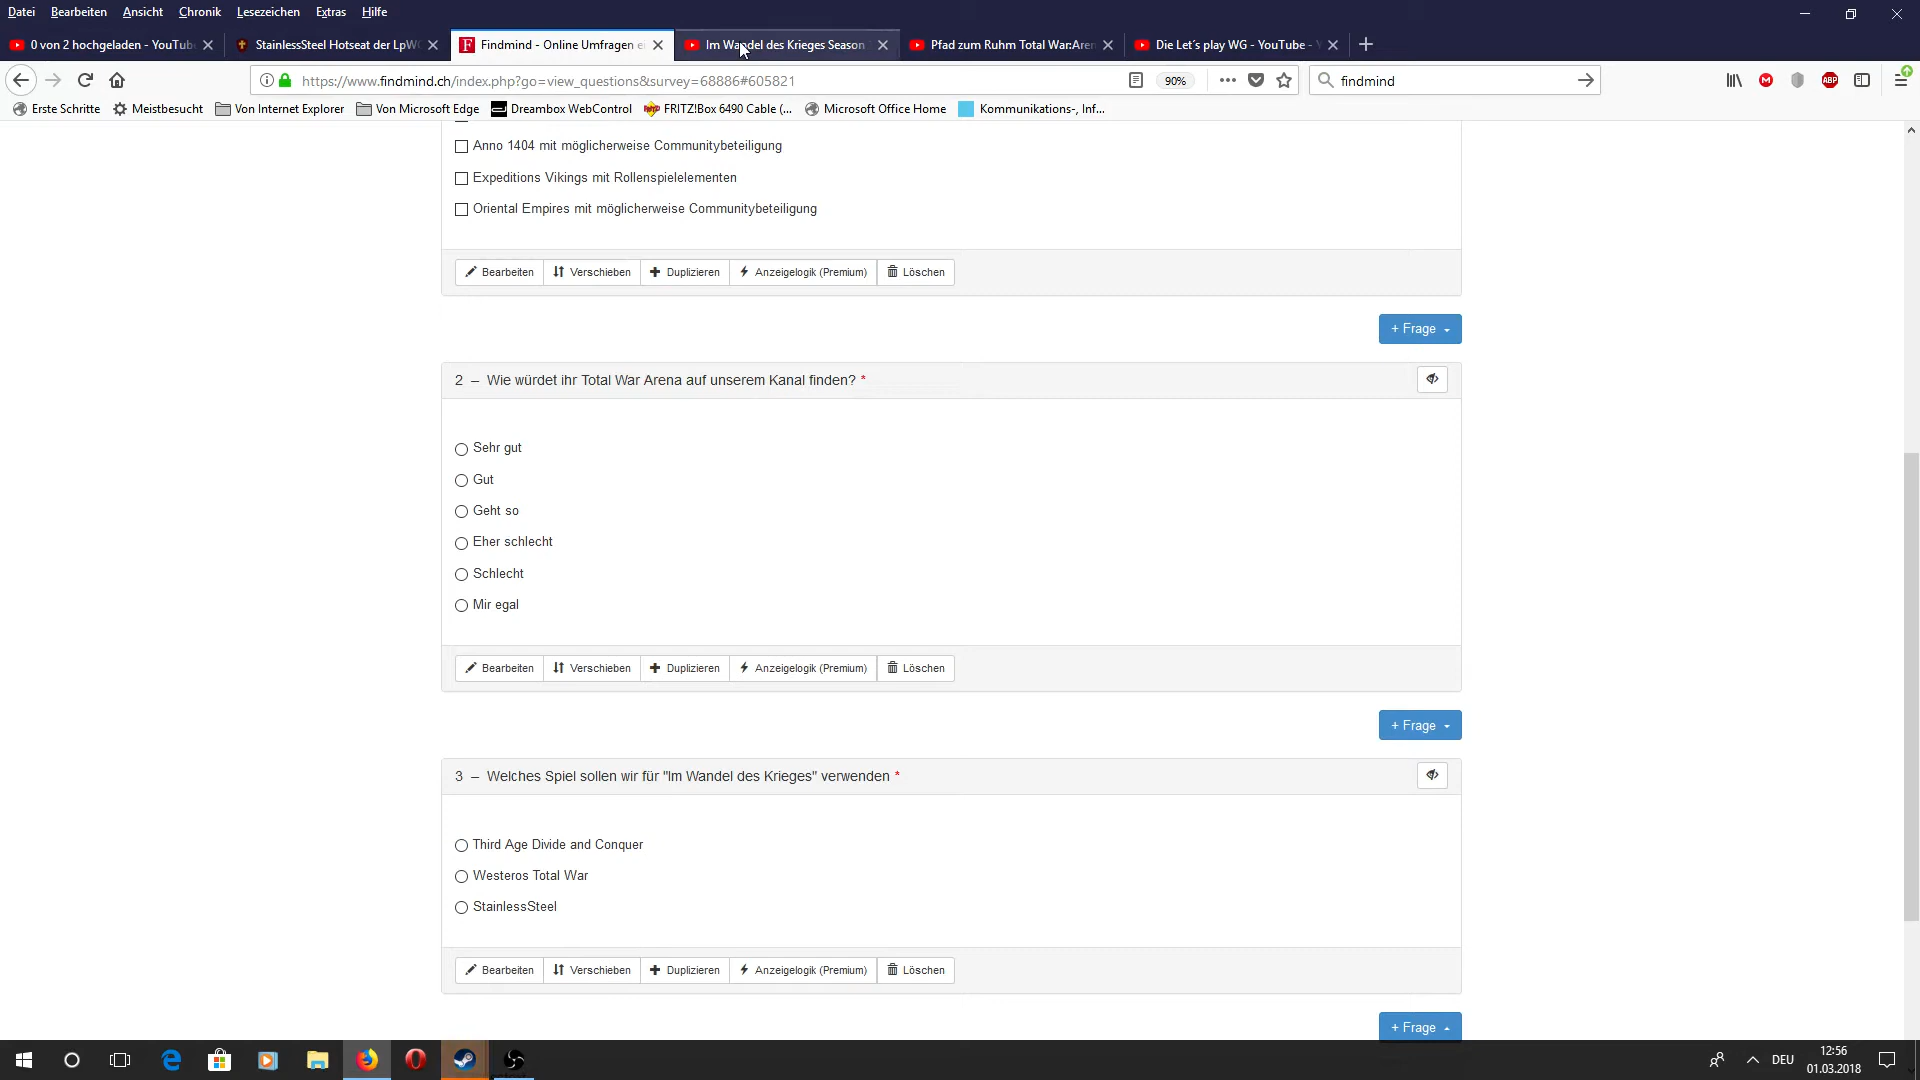 Datei Bearbeiten Ansicht Chronik Lesezeichen Extras Hilfe
0 von 2 hochgeladen - YouTub
StainlessSteel Hotseat der LpW
Findmind - Online Umfragen e
Im Wandel des Krieges Season
Pfad zum Ruhm Total War:Aren
Die Let´s play WG - YouTube - Y
https://www.findmind.ch/index.php?go=view_questions&survey=68886#605821
90%
findmind
Erste Schritte Meistbesucht Von Internet Explorer Von Microsoft Edge Dreambox WebControl FRITZ!Box 6490 Cable (... Microsoft Office Home Kommunikations-, Inf...
Anno 1404 mit möglicherweise Communitybeteiligung
Expeditions Vikings mit Rollenspielelementen
Oriental Empires mit möglicherweise Communitybeteiligung
Bearbeiten Verschieben Duplizieren Anzeigelogik (Premium) Löschen
+ Frage
2 – Wie würdet ihr Total War Arena auf unserem Kanal finden? *
Sehr gut
Gut
Geht so
Eher schlecht
Schlecht
Mir egal
Bearbeiten Verschieben Duplizieren Anzeigelogik (Premium) Löschen
+ Frage
3 – Welches Spiel sollen wir für "Im Wandel des Krieges" verwenden *
Third Age Divide and Conquer
Westeros Total War
StainlessSteel
Bearbeiten Verschieben Duplizieren Anzeigelogik (Premium) Löschen
+ Frage
DEU
12:56
01.03.2018